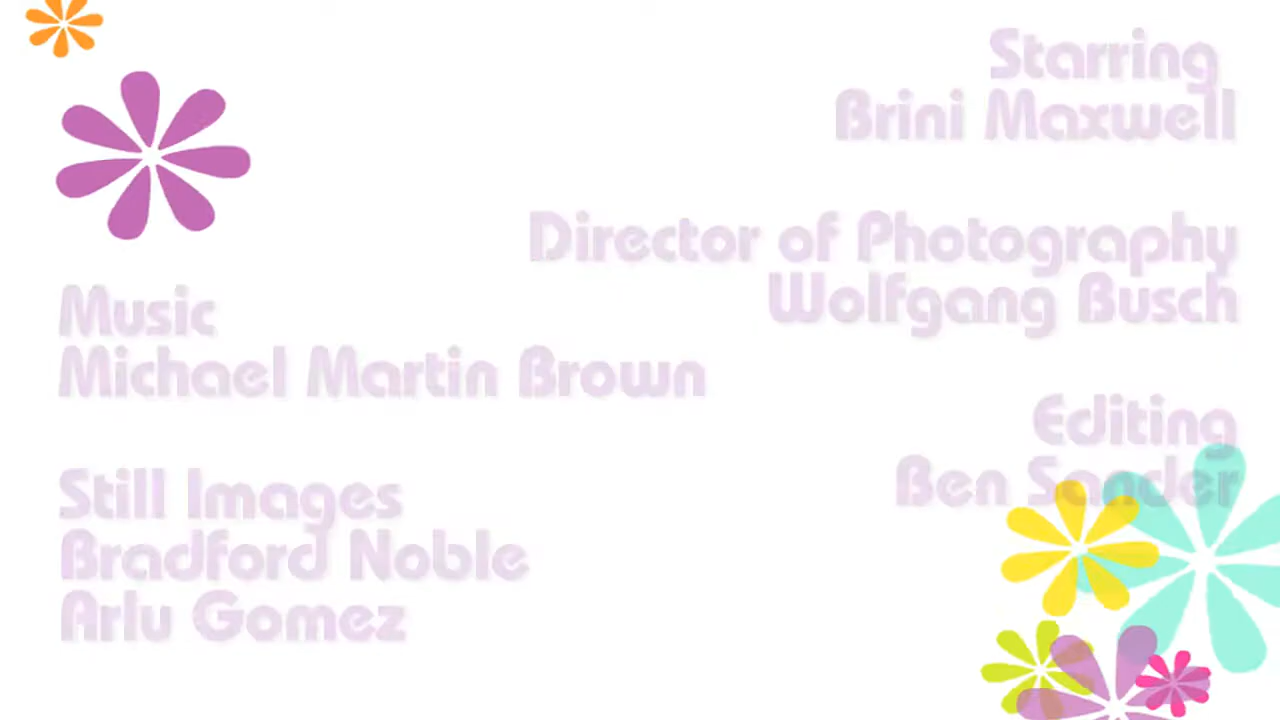 Starring
Brini Maxwell
Director of Photography
Wolfgang Busch
Editing
Ben Sander
Music
Michael Martin Brown
Still Images
Bradford Noble
Arlu Gomez